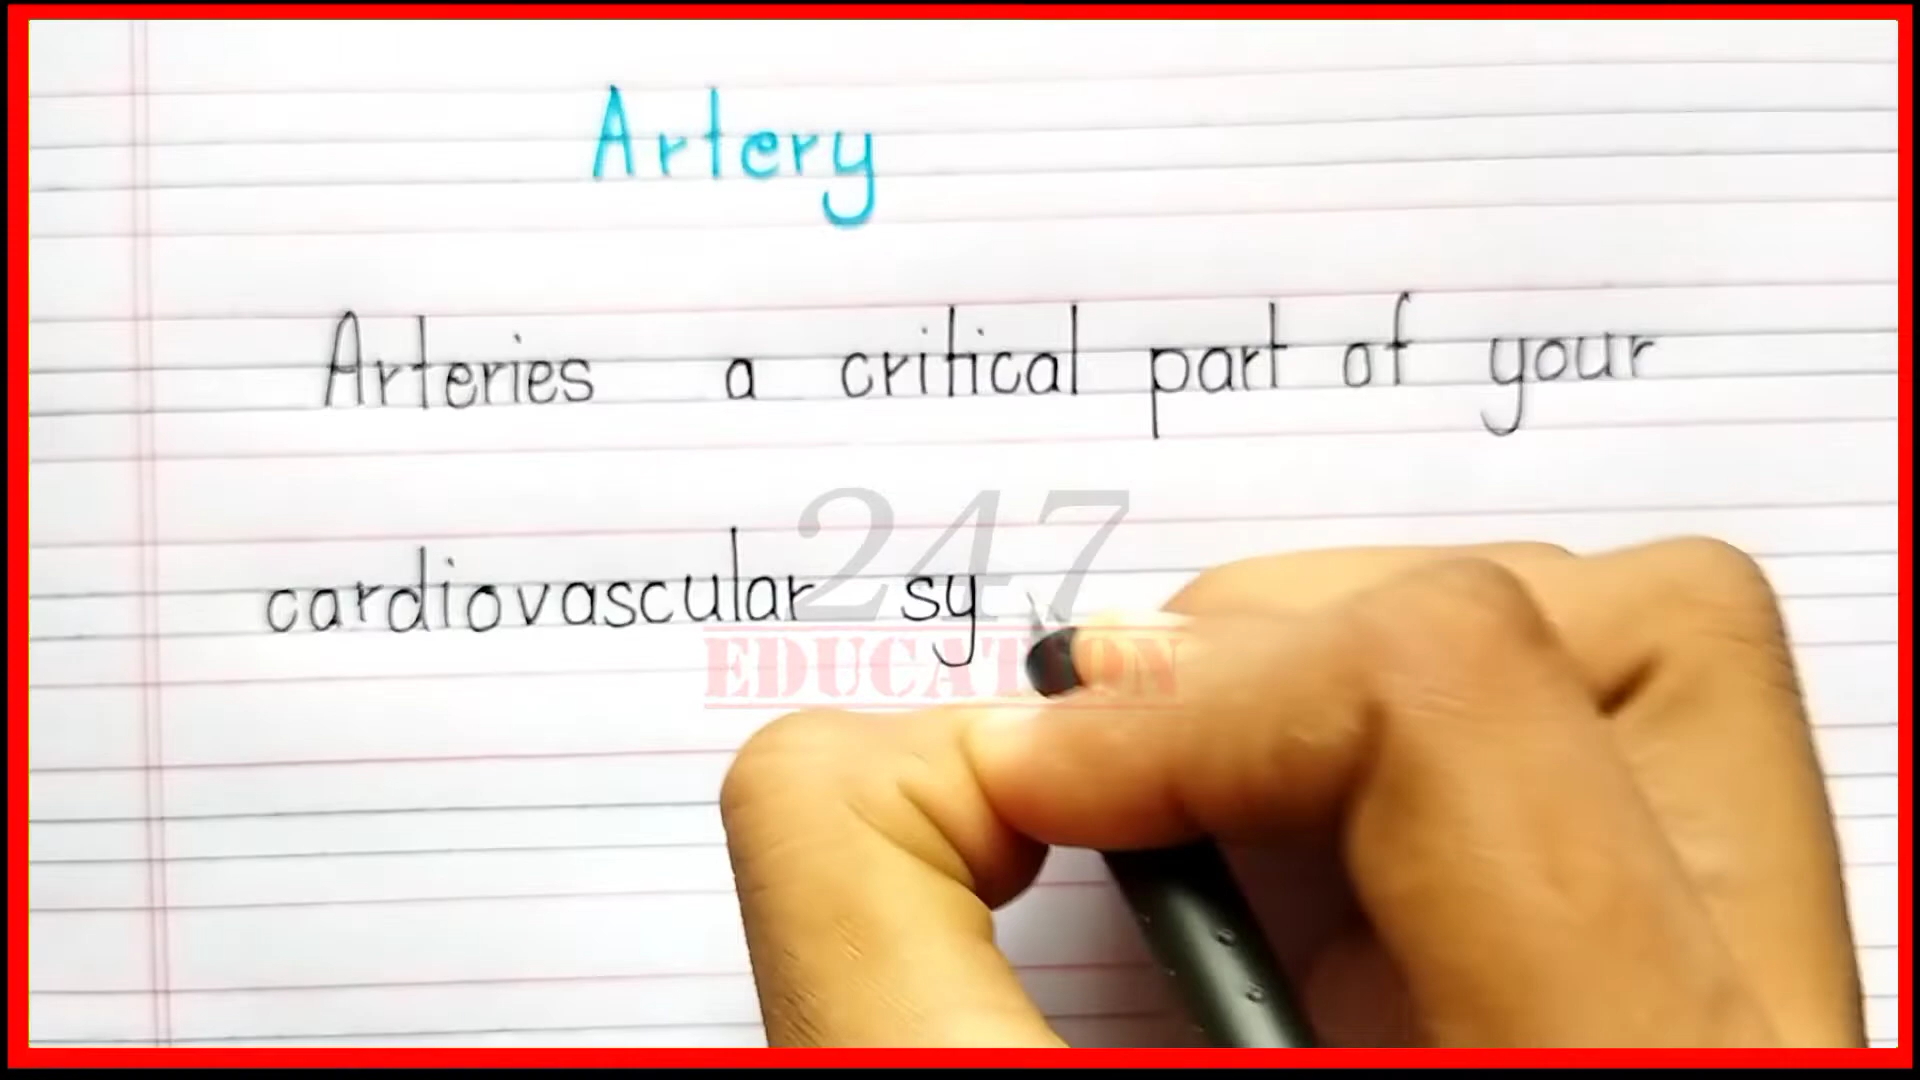 Artery
Arteries a critical part of your
cardiovascular sy
247
EDUCATION